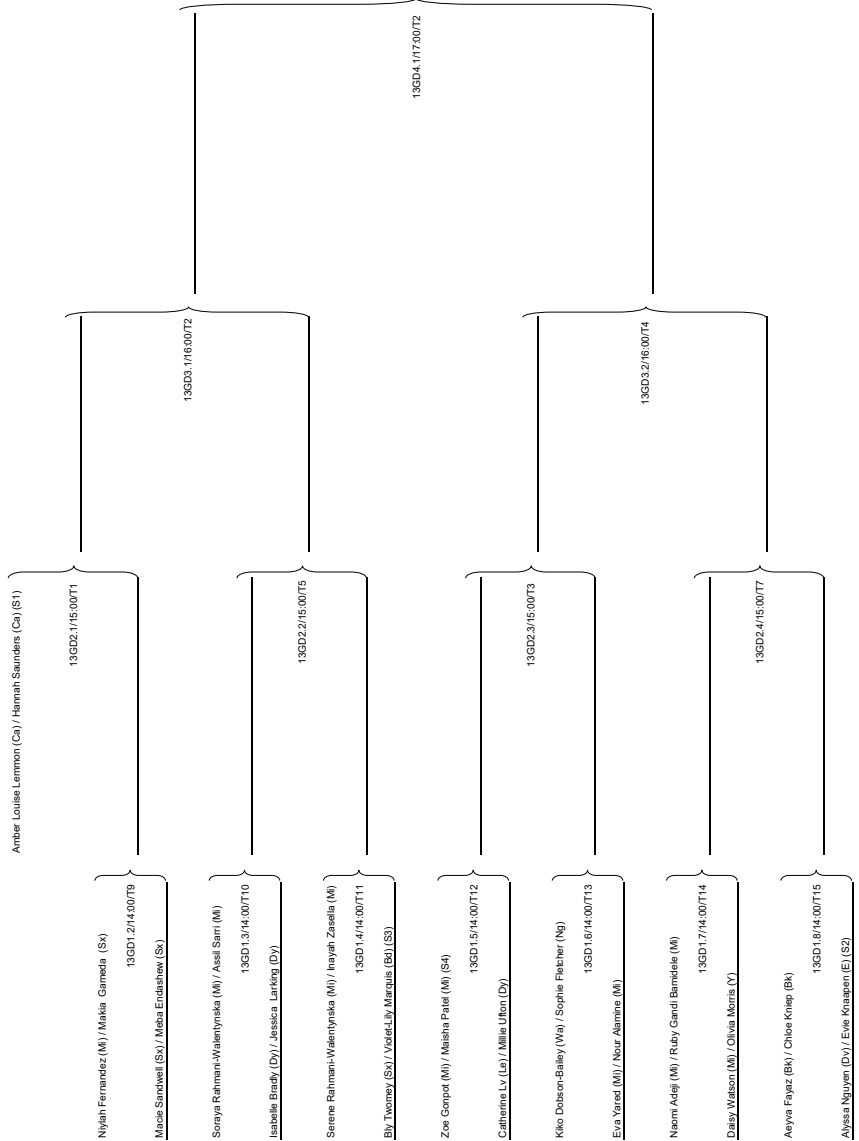 Amber Louise Lemmon (Ca) / Hannah Saunders (Ca) (S1)
13GD2.1/15:00/T1
Niylah Fernandez (Mi) / Makia Gameda (Sx)
13GD1.2/14:00/T9
Macie Sandwell (Sx) / Meba Endashew (Sx)
13GD3.1/16:00/T2
Soraya Rahmani-Walentynska (Mi) / Assil Sarri (Mi)
13GD1.3/14:00/T10
Isabelle Bradly (Dy) / Jessica Larking (Dy)
13GD2.2/15:00/T5
Serene Rahmani-Walentynska (Mi) / Inayah Zasella (Mi)
13GD1.4/14:00/T11
Bly Twomey (Sx) / Violet-Lily Marquis (Bd) (S3)
13GD4.1/17:00/T2
Zoe Gonpot (Mi) / Maisha Patel (Mi) (S4)
13GD1.5/14:00/T12
Catherine Lv (Le) / Millie Ufton (Dy)
13GD2.3/15:00/T3
Kiko Dobson-Bailey (Wa) / Sophie Fletcher (Ng)
13GD1.6/14:00/T13
Eva Yared (Mi) / Nour Alamine (Mi)
13GD3.2/16:00/T4
Naomi Adeji (Mi) / Ruby Gandi Bamidele (Mi)
13GD1.7/14:00/T14
Daisy Watson (Mi) / Olivia Morris (Y)
13GD2.4/15:00/T7
Aeyva Fayaz (Bk) / Chloe Kniep (Bk)
13GD1.8/14:00/T15
Alyssa Nguyen (Dv) / Evie Knaapen (E) (S2)